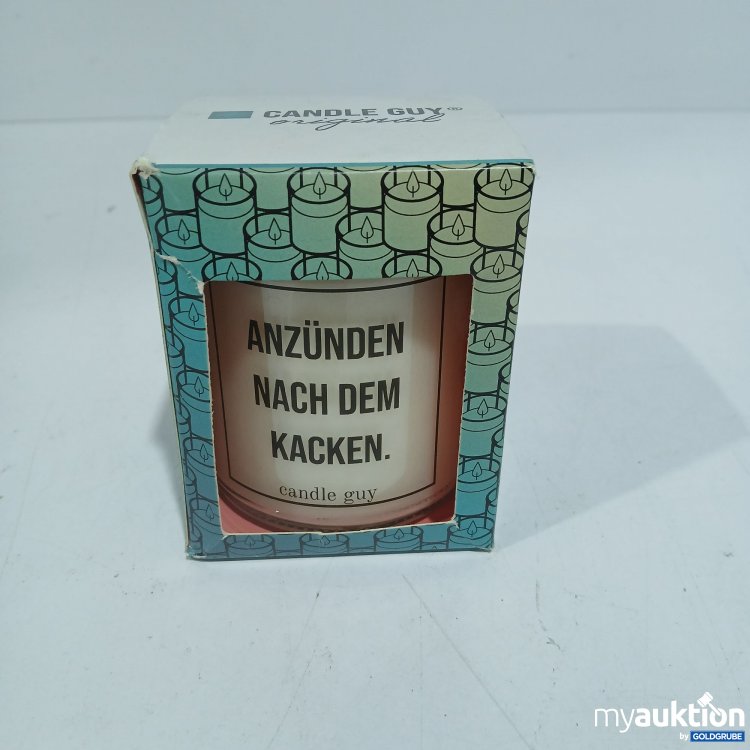 CANDLE GUY®
original
ANZÜNDEN
NACH DEM
KACKEN.
candle guy
myauktion
by GOLDGRUBE